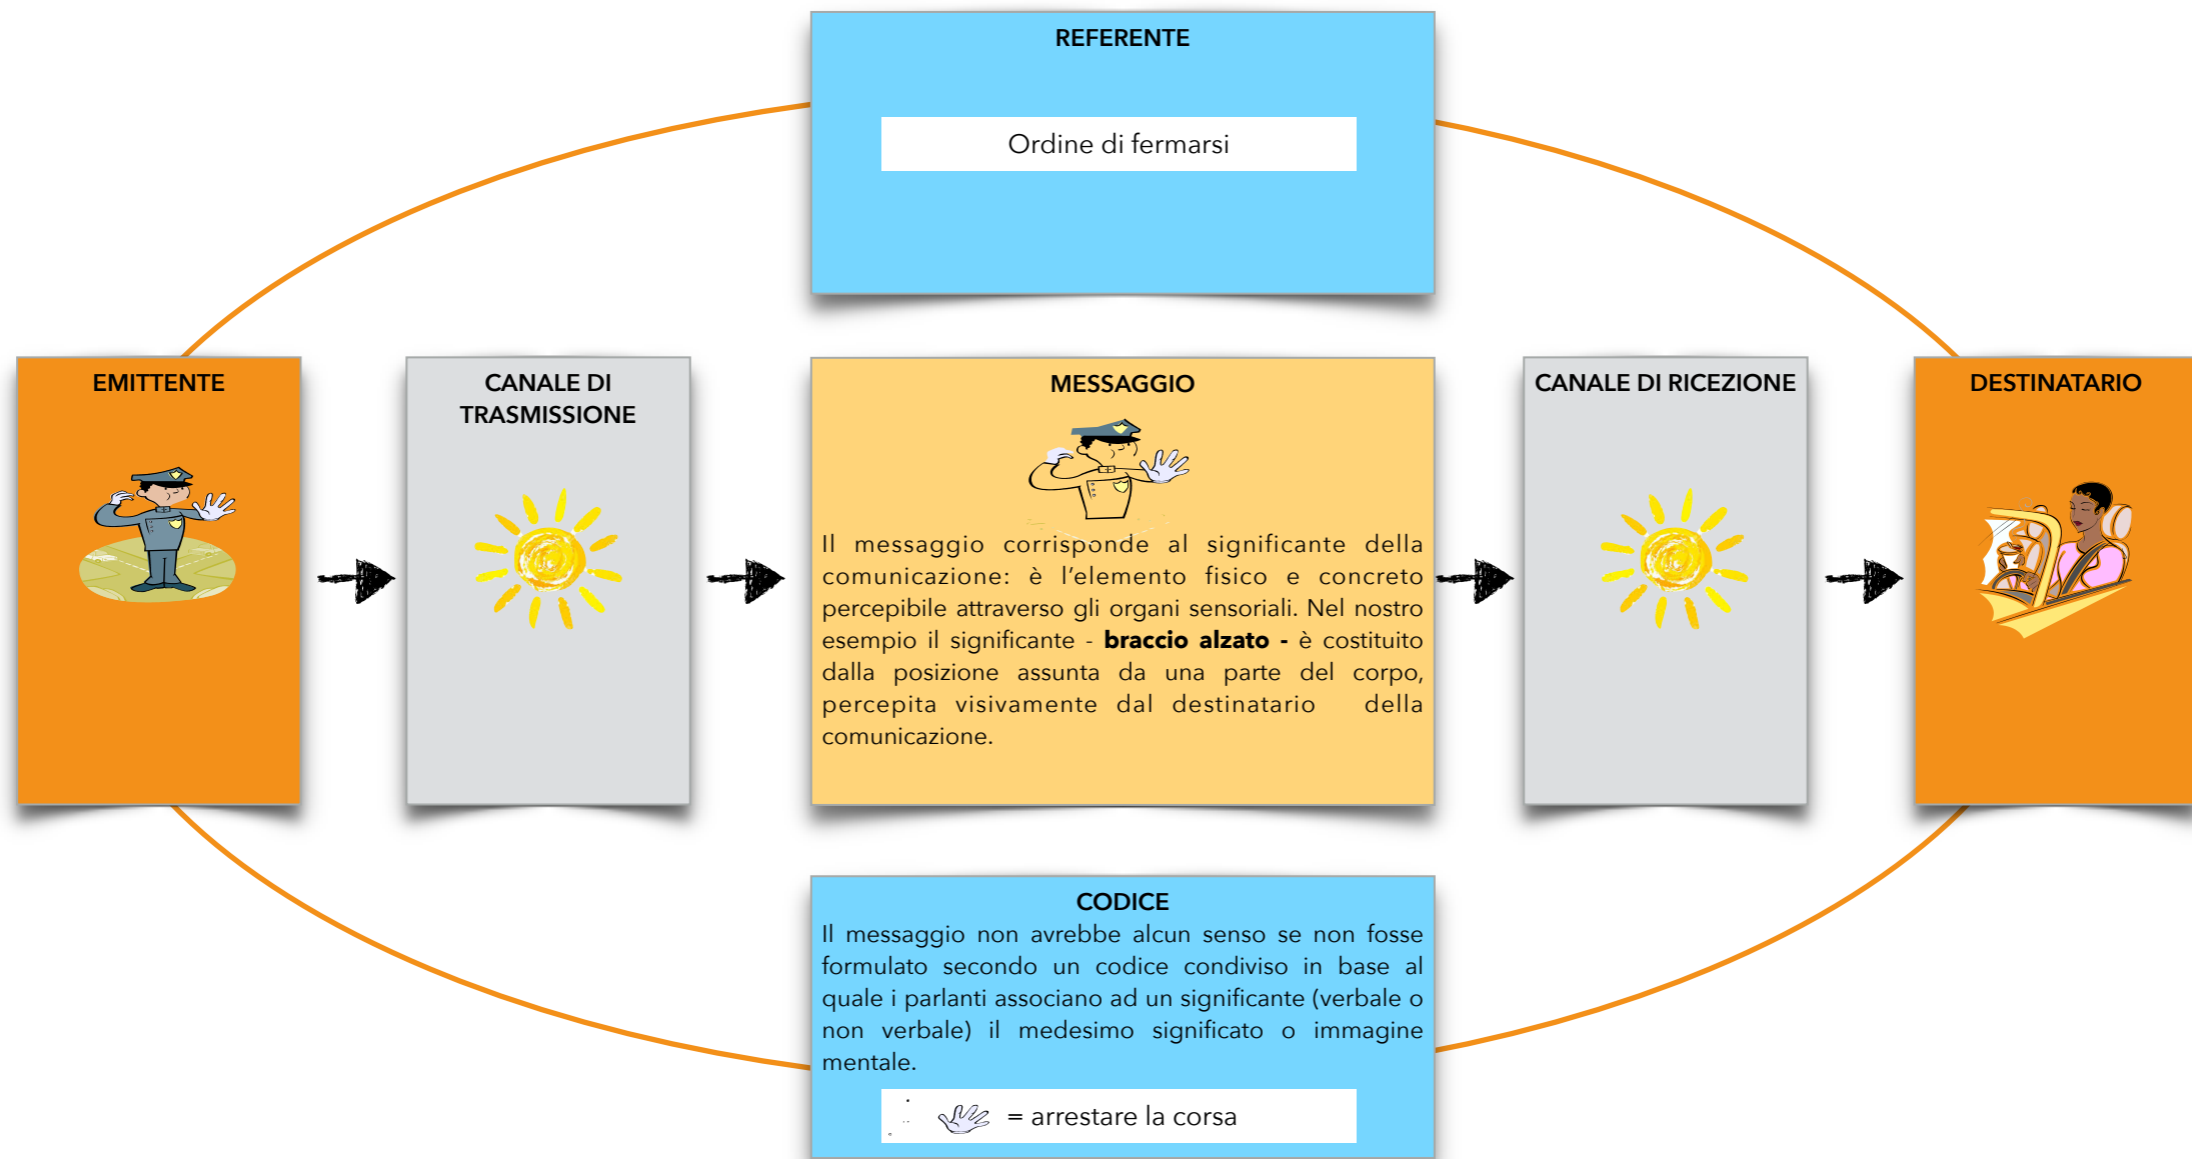 REFERENTE
Ordine di fermarsi
EMITTENTE
CANALE DI
TRASMISSIONE
MESSAGGIO
Il messaggio corrisponde al significante della
comunicazione: è l'elemento fisico e concreto
percepibile attraverso gli organi sensoriali. Nel nostro
esempio il significante - braccio alzato - è costituito
dalla posizione assunta da una parte del corpo,
percepita visivamente dal destinatario della
comunicazione.
CANALE DI RICEZIONE
DESTINATARIO
CODICE
Il messaggio non avrebbe alcun senso se non fosse
formulato secondo un codice condiviso in base al
quale i parlanti associano ad un significante (verbale o
non verbale) il medesimo significato o immagine
mentale.
= arrestare la corsa